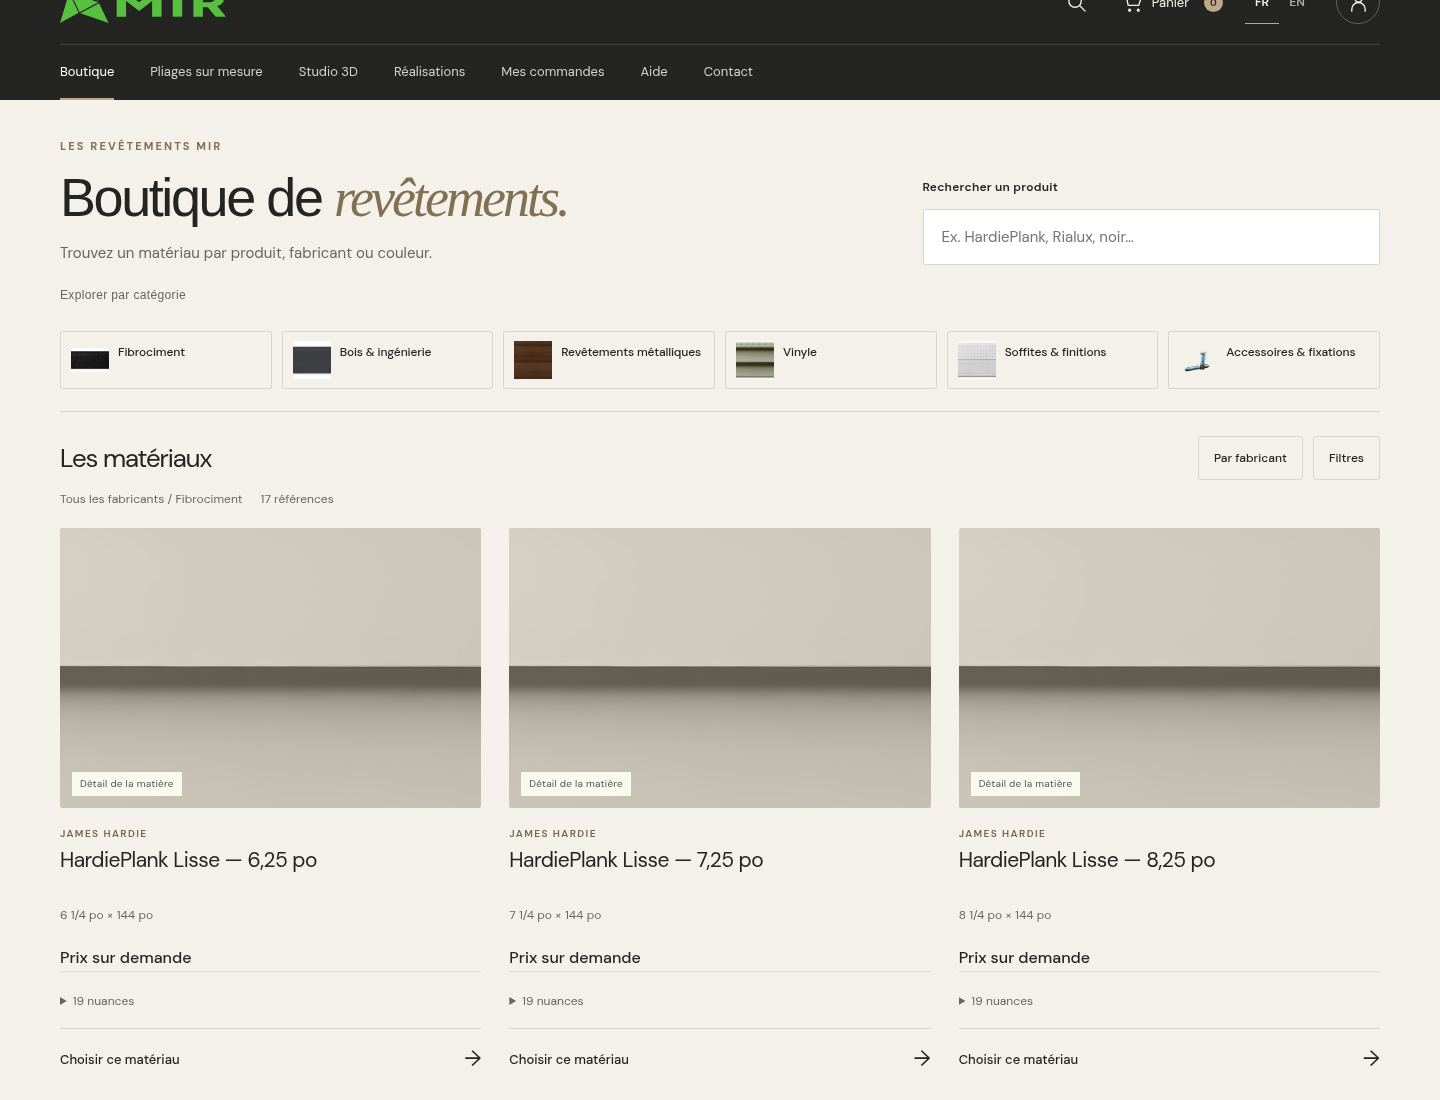 MIR
Panier 0 FR EN
Boutique Pliages sur mesure Studio 3D Réalisations Mes commandes Aide Contact
LES REVÊTEMENTS MIR
Boutique de revêtements.
Rechercher un produit
Ex. HardiePlank, Rialux, noir…
Trouvez un matériau par produit, fabricant ou couleur.
Explorer par catégorie
Fibrociment Bois & ingénierie Revêtements métalliques Vinyle Soffites & finitions Accessoires & fixations
Les matériaux
Par fabricant Filtres
Tous les fabricants / Fibrociment 17 références
Détail de la matière Détail de la matière Détail de la matière
JAMES HARDIE JAMES HARDIE JAMES HARDIE
HardiePlank Lisse — 6,25 po HardiePlank Lisse — 7,25 po HardiePlank Lisse — 8,25 po
6 1/4 po × 144 po 7 1/4 po × 144 po 8 1/4 po × 144 po
Prix sur demande Prix sur demande Prix sur demande
19 nuances 19 nuances 19 nuances
Choisir ce matériau Choisir ce matériau Choisir ce matériau